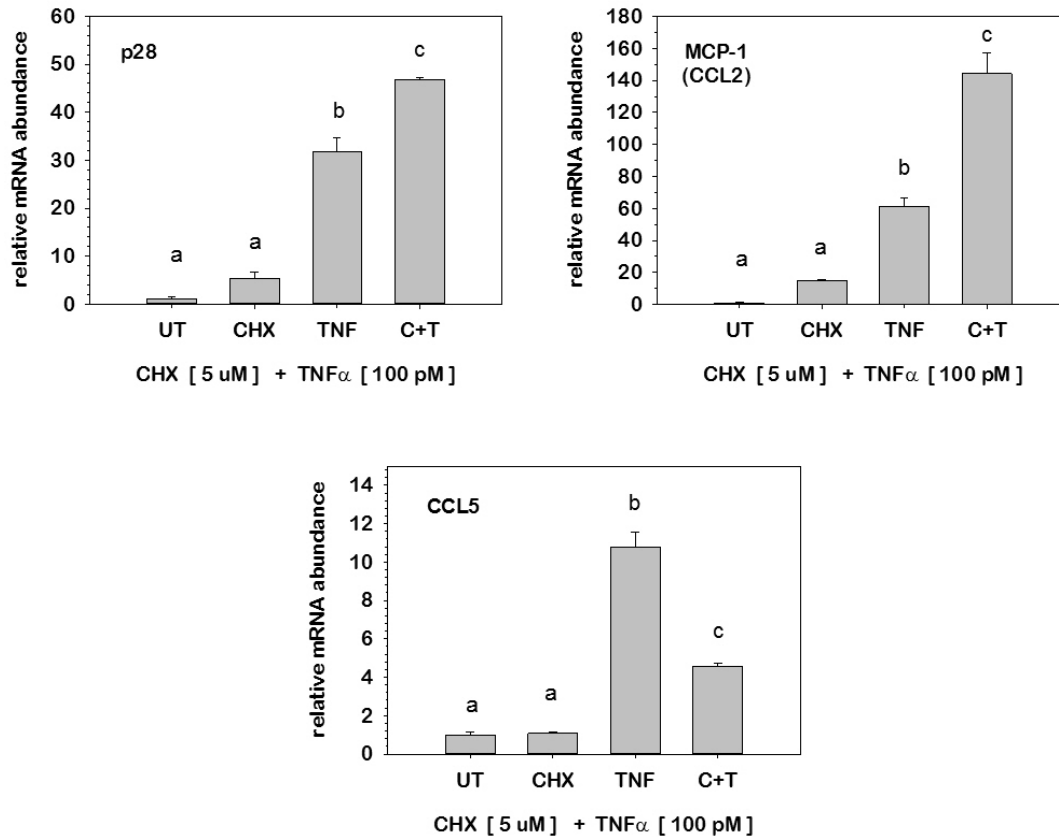 p28
relative mRNA abundance
60
50
40
30
20
10
0
a
a
b
c
UT CHX TNF C+T
CHX [ 5 uM ] + TNFα [ 100 pM ]
MCP-1
(CCL2)
relative mRNA abundance
180
160
140
120
100
80
60
40
20
0
a
a
b
c
UT CHX TNF C+T
CHX [ 5 uM ] + TNFα [ 100 pM ]
CCL5
relative mRNA abundance
14
12
10
8
6
4
2
0
a
a
b
c
UT CHX TNF C+T
CHX [ 5 uM ] + TNFα [ 100 pM ]